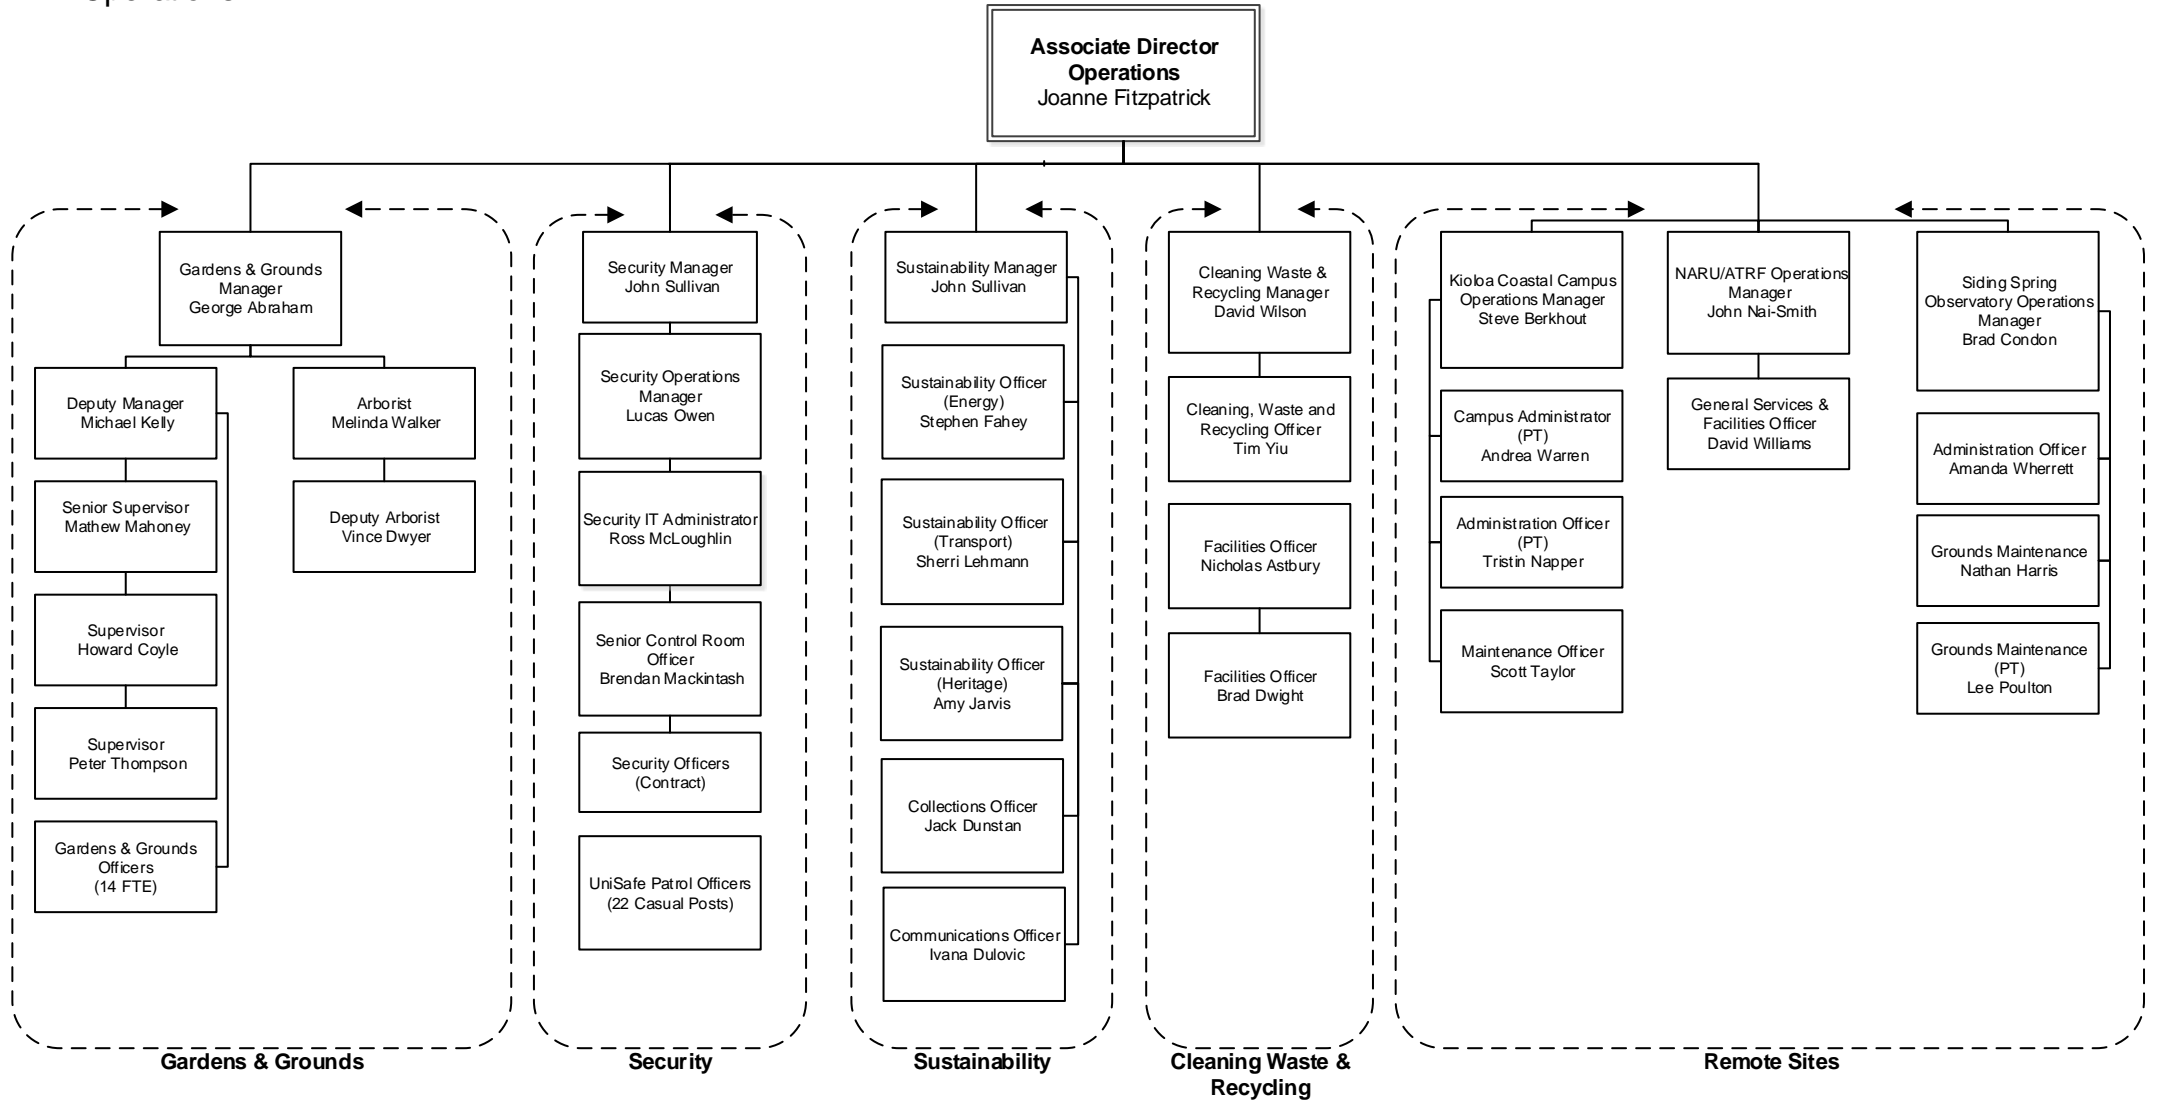 Operations
Associate Director
Operations
Joanne Fitzpatrick
Gardens & Grounds
Manager
George Abraham
Deputy Manager
Michael Kelly
Senior Supervisor
Mathew Mahoney
Supervisor
Howard Coyle
Supervisor
Peter Thompson
Gardens & Grounds
Officers
(14 FTE)
Arborist
Melinda Walker
Deputy Arborist
Vince Dwyer
Gardens & Grounds
Security Manager
John Sullivan
Security Operations
Manager
Lucas Owen
Security IT Administrator
Ross McLoughlin
Senior Control Room
Officer
Brendan Mackintash
Security Officers
(Contract)
UniSafe Patrol Officers
(22 Casual Posts)
Security
Sustainability Manager
John Sullivan
Sustainability Officer
(Energy)
Stephen Fahey
Sustainability Officer
(Transport)
Sherri Lehmann
Sustainability Officer
(Heritage)
Amy Jarvis
Collections Officer
Jack Dunstan
Communications Officer
Ivana Dulovic
Sustainability
Cleaning Waste &
Recycling Manager
David Wilson
Cleaning, Waste and
Recycling Officer
Tim Yiu
Facilities Officer
Nicholas Astbury
Facilities Officer
Brad Dwight
Cleaning Waste &
Recycling
Kioloa Coastal Campus
Operations Manager
Steve Berkhout
Campus Administrator
(PT)
Andrea Warren
Administration Officer
(PT)
Tristin Napper
Maintenance Officer
Scott Taylor
NARU/ATRF Operations
Manager
John Nai-Smith
General Services &
Facilities Officer
David Williams
Siding Spring
Observatory Operations
Manager
Brad Condon
Administration Officer
Amanda Wherrett
Grounds Maintenance
Nathan Harris
Grounds Maintenance
(PT)
Lee Poulton
Remote Sites